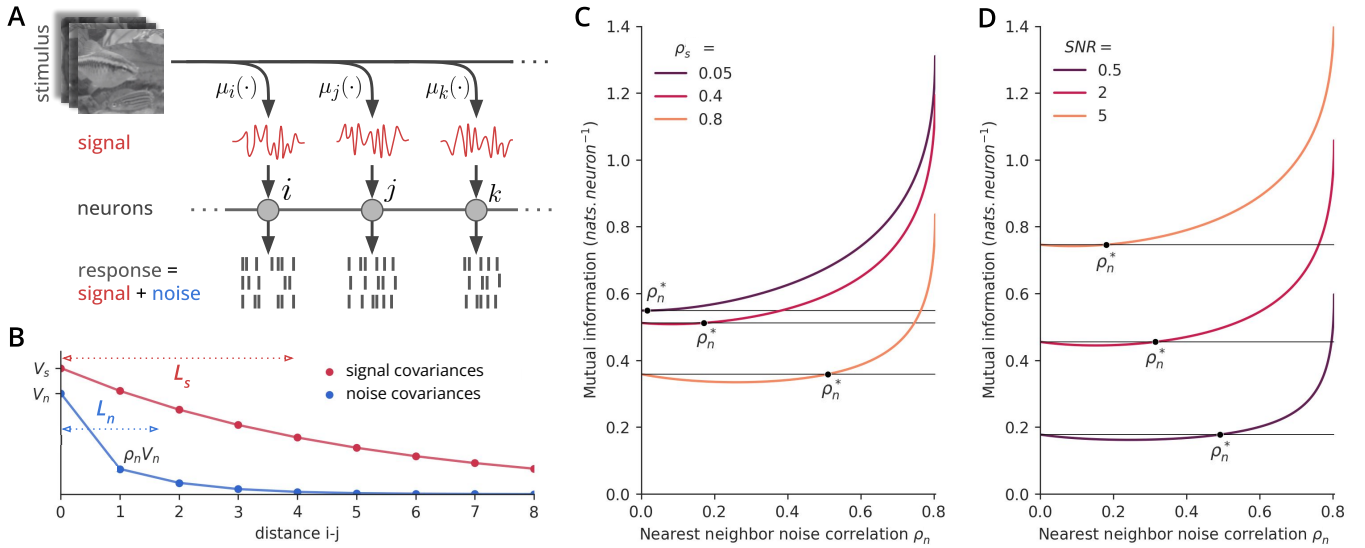 A
stimulus
μi(·)
μj(·)
μk(·)
signal
i
j
k
neurons
response =
signal + noise
B
Vs
Vn
Ls
Ln
ρnVn
signal covariances
noise covariances
0 1 2 3 4 5 6 7 8
distance i-j
C
Mutual information (nats.neuron⁻¹)
1.4
1.2
1.0
0.8
0.6
0.4
0.2
0.0
ρs =
0.05
0.4
0.8
ρn*
ρn*
ρn*
0.0 0.2 0.4 0.6 0.8
Nearest neighbor noise correlation ρn
D
Mutual information (nats.neuron⁻¹)
1.4
1.2
1.0
0.8
0.6
0.4
0.2
0.0
SNR =
0.5
2
5
ρn*
ρn*
ρn*
0.0 0.2 0.4 0.6 0.8
Nearest neighbor noise correlation ρn